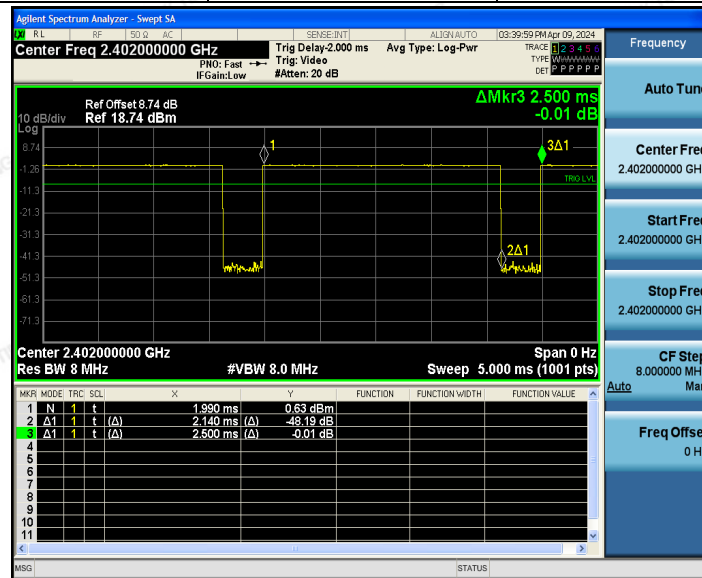 Agilent Spectrum Analyzer - Swept SA
LXI RL RF 50 Ω AC SENSE:INT ALIGN AUTO 03:39:59 PM Apr 09, 2024
Center Freq 2.402000000 GHz
PNO: Fast
IFGain:Low
Trig Delay-2.000 ms
Trig: Video
#Atten: 20 dB
Avg Type: Log-Pwr
TRACE 1 2 3 4 5 6
TYPE WWWWWW
DET P P P P P P
ΔMkr3 2.500 ms
-0.01 dB
Ref Offset 8.74 dB
10 dB/div Ref 18.74 dBm
Log
1
3Δ1
8.74
-1.26
TRIG LVL
-11.3
-21.3
-31.3
2Δ1
-41.3
-51.3
-61.3
-71.3
Center 2.402000000 GHz Span 0 Hz
Res BW 8 MHz #VBW 8.0 MHz Sweep 5.000 ms (1001 pts)
MKR MODE TRC SCL X Y FUNCTION FUNCTION WIDTH FUNCTION VALUE
1 N 1 t 1.990 ms 0.63 dBm
2 Δ1 1 t (Δ) 2.140 ms (Δ) -48.19 dB
3 Δ1 1 t (Δ) 2.500 ms (Δ) -0.01 dB
4
5
6
7
8
9
10
11
MSG STATUS
Frequency
Auto Tun
Center Fre
2.402000000 GH
Start Fre
2.402000000 GH
Stop Fre
2.402000000 GH
CF Step
8.000000 MH
Auto Ma
Freq Offse
0 H